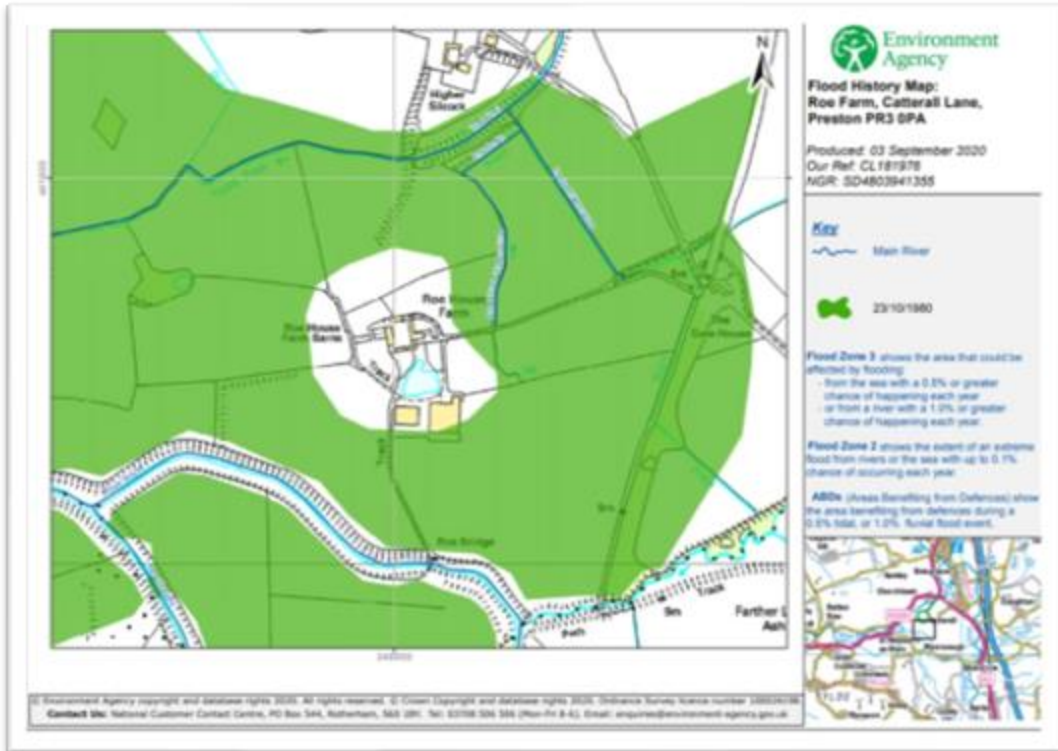 Environment
Agency
Flood History Map:
Roe Farm, Catterall Lane,
Preston PR3 0PA
Produced: 03 September 2020
Our Ref: CL181978
NGR: SD4803941355
Key
Main River
23/10/1980
Flood Zone 3 shows the area that could be
affected by flooding:
- from the sea with a 0.5% or greater
chance of happening each year
- or from a river with a 1.0% or greater
chance of happening each year.
Flood Zone 2 shows the extent of an extreme
flood from rivers or the sea with up to 0.1%
chance of occurring each year.
ABDs (Areas Benefiting from Defences) show
the area benefiting from defences during a
0.5% tidal, or 1.0% fluvial flood event.
N
Higher
Silcock
Roe House
Farm
Roe House
Farm Barns
Track
Track
Roe Bridge
9m
9m
Track
Path
Farther L
Ash
© Environment Agency copyright and database rights 2020. All rights reserved. © Crown Copyright and database rights 2020. Ordnance Survey licence number
Contact Us: National Customer Contact Centre, PO Box 544, Rotherham, S60 1BY. Tel: 03708 506 506 (Mon-Fri 8-6). Email: enquiries@environment-agency.gov.uk